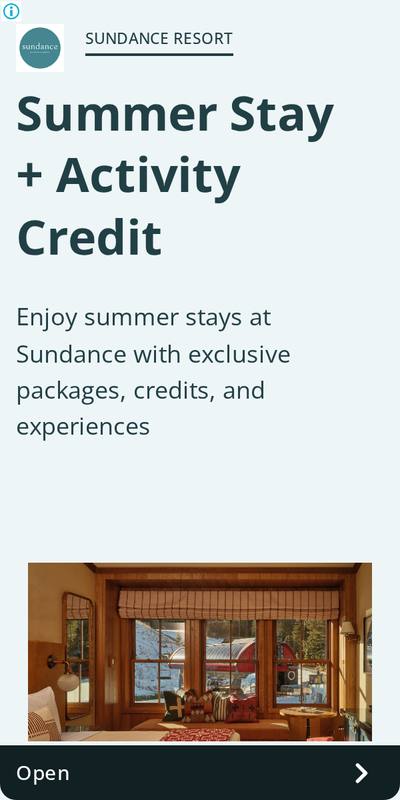 sundance
SUNDANCE RESORT
Summer Stay
+ Activity
Credit
Enjoy summer stays at
Sundance with exclusive
packages, credits, and
experiences
Open